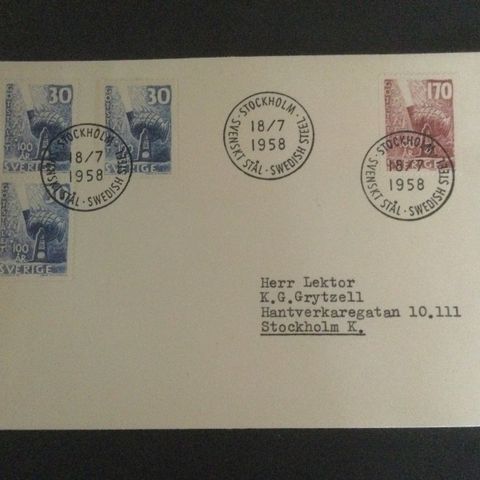 30
30
170
100
ÅR
SVERIGE
100
ÅR
SVERIGE
STOCKHOLM
18/7
1958
SVENSKT STÅL · SWEDISH STEEL
STOCKHOLM
18/7
1958
SVENSKT STÅL · SWEDISH STEEL
STOCKHOLM
18/7
1958
SVENSKT STÅL · SWEDISH STEEL
Herr Lektor
K.G.Grytzell
Hantverkaregatan 10.111
Stockholm K.